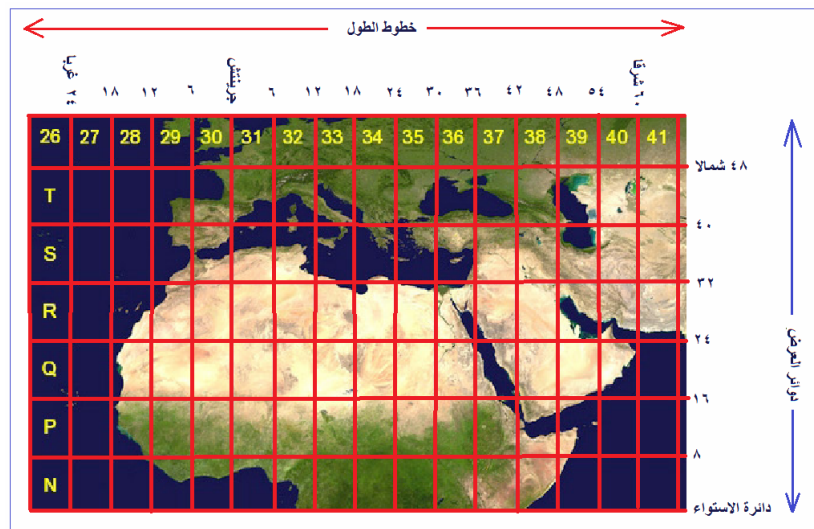 خطوط الطول
٢٤ غربا ١٨ ١٢ ٦ جرينتش ٦ ١٢ ١٨ ٢٤ ٣٠ ٣٦ ٤٢ ٤٨ ٥٤ ٦٠ شرقا
26 27 28 29 30 31 32 33 34 35 36 37 38 39 40 41
٤٨ شمالا
T
٤٠
S
٣٢
R
٢٤
Q
١٦
P
٨
N
دائرة الاستواء
دوائر العرض